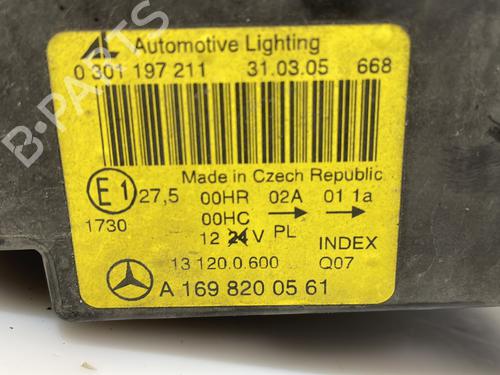 Automotive Lighting
0 301 197 211 31.03.05 668
Made in Czech Republic
E1 27,5 00HR 02A 01 1a
1730 00HC → →
12 24 V PL INDEX
13 120.0.600 Q07
A 169 820 05 61
B-PARTS